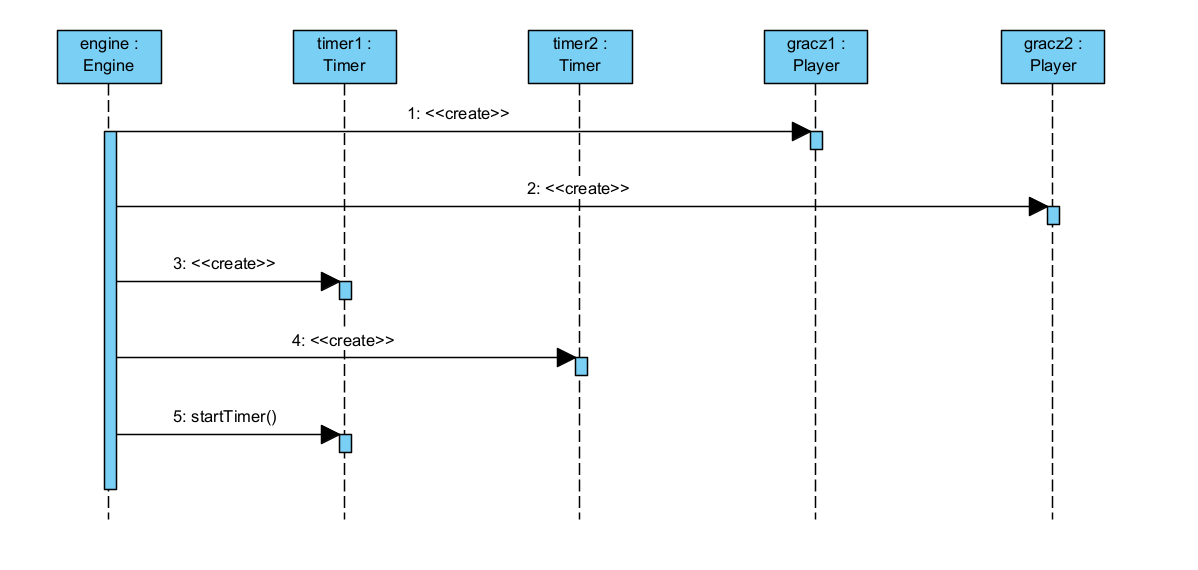 engine :
Engine
timer1 :
Timer
timer2 :
Timer
gracz1 :
Player
gracz2 :
Player
1: <<create>>
2: <<create>>
3: <<create>>
4: <<create>>
5: startTimer()